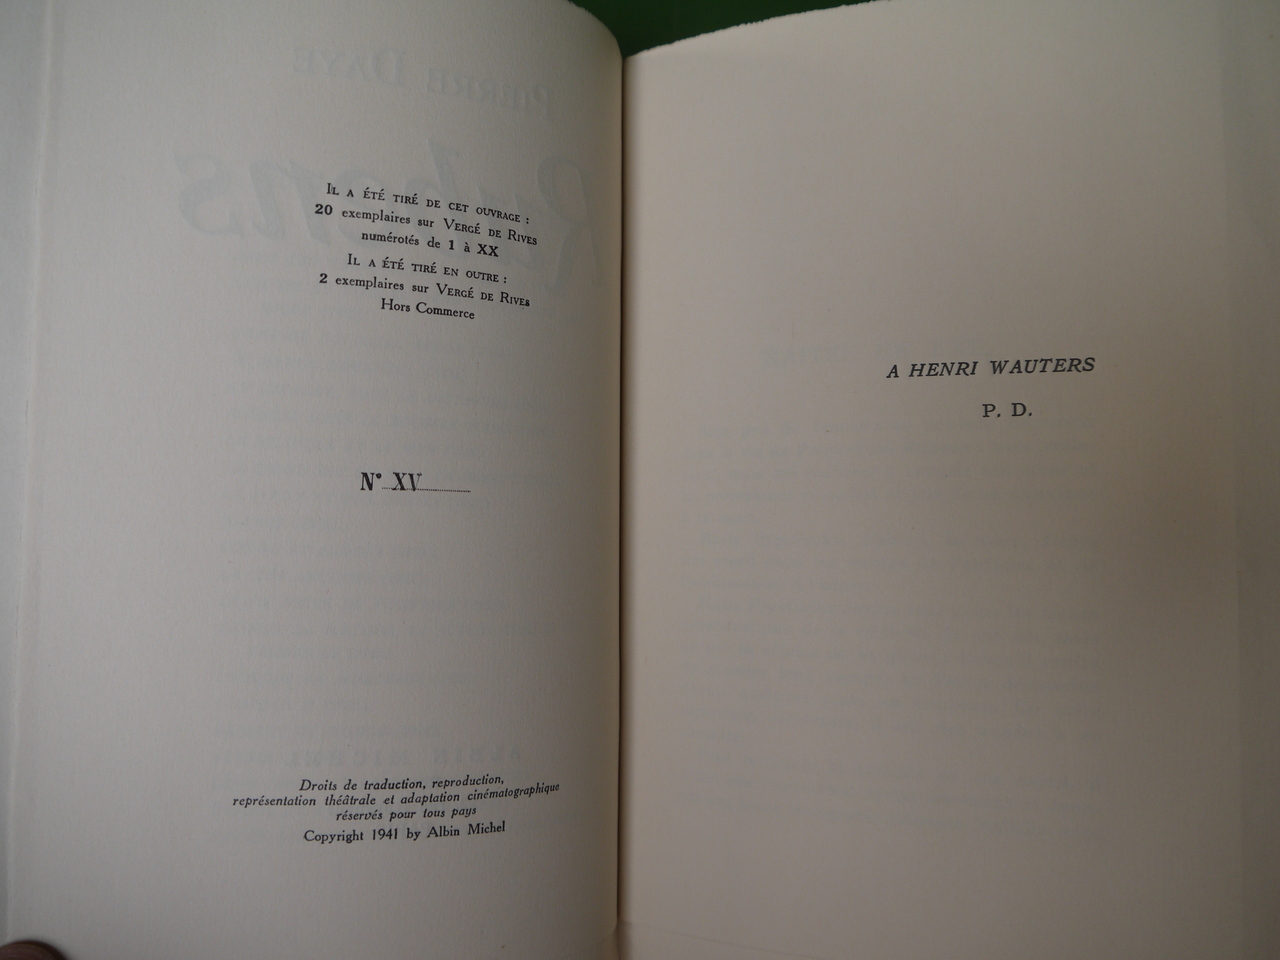 IL A ÉTÉ TIRÉ DE CET OUVRAGE :
20 exemplaires sur VERGÉ DE RIVES
numérotés de 1 à XX
IL A ÉTÉ TIRÉ EN OUTRE :
2 exemplaires sur VERGÉ DE RIVES
Hors Commerce
N° XV
Droits de traduction, reproduction,
représentation théâtrale et adaptation cinématographique
réservés pour tous pays
Copyright 1941 by Albin Michel
A HENRI WAUTERS
P. D.